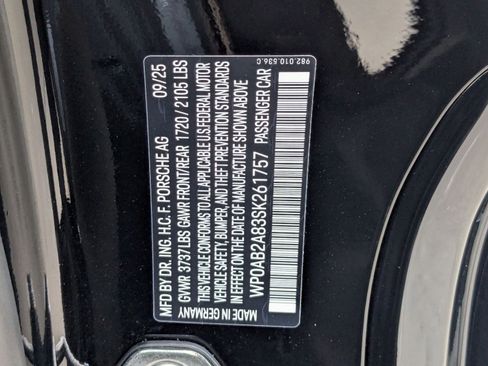 MFD BY DR. ING. H.C. F. PORSCHE AG 09/25
GVWR 3737 LBS GAWR FRONT/REAR 1720 / 2105 LBS
THIS VEHICLE CONFORMS TO ALL APPLICABLE U.S.FEDERAL MOTOR
VEHICLE SAFETY, BUMPER, AND THEFT PREVENTION STANDARDS
IN EFFECT ON THE DATE OF MANUFACTURE SHOWN ABOVE
WP0AB2A83SK261757 PASSENGER CAR
MADE IN GERMANY
982.010.536.C